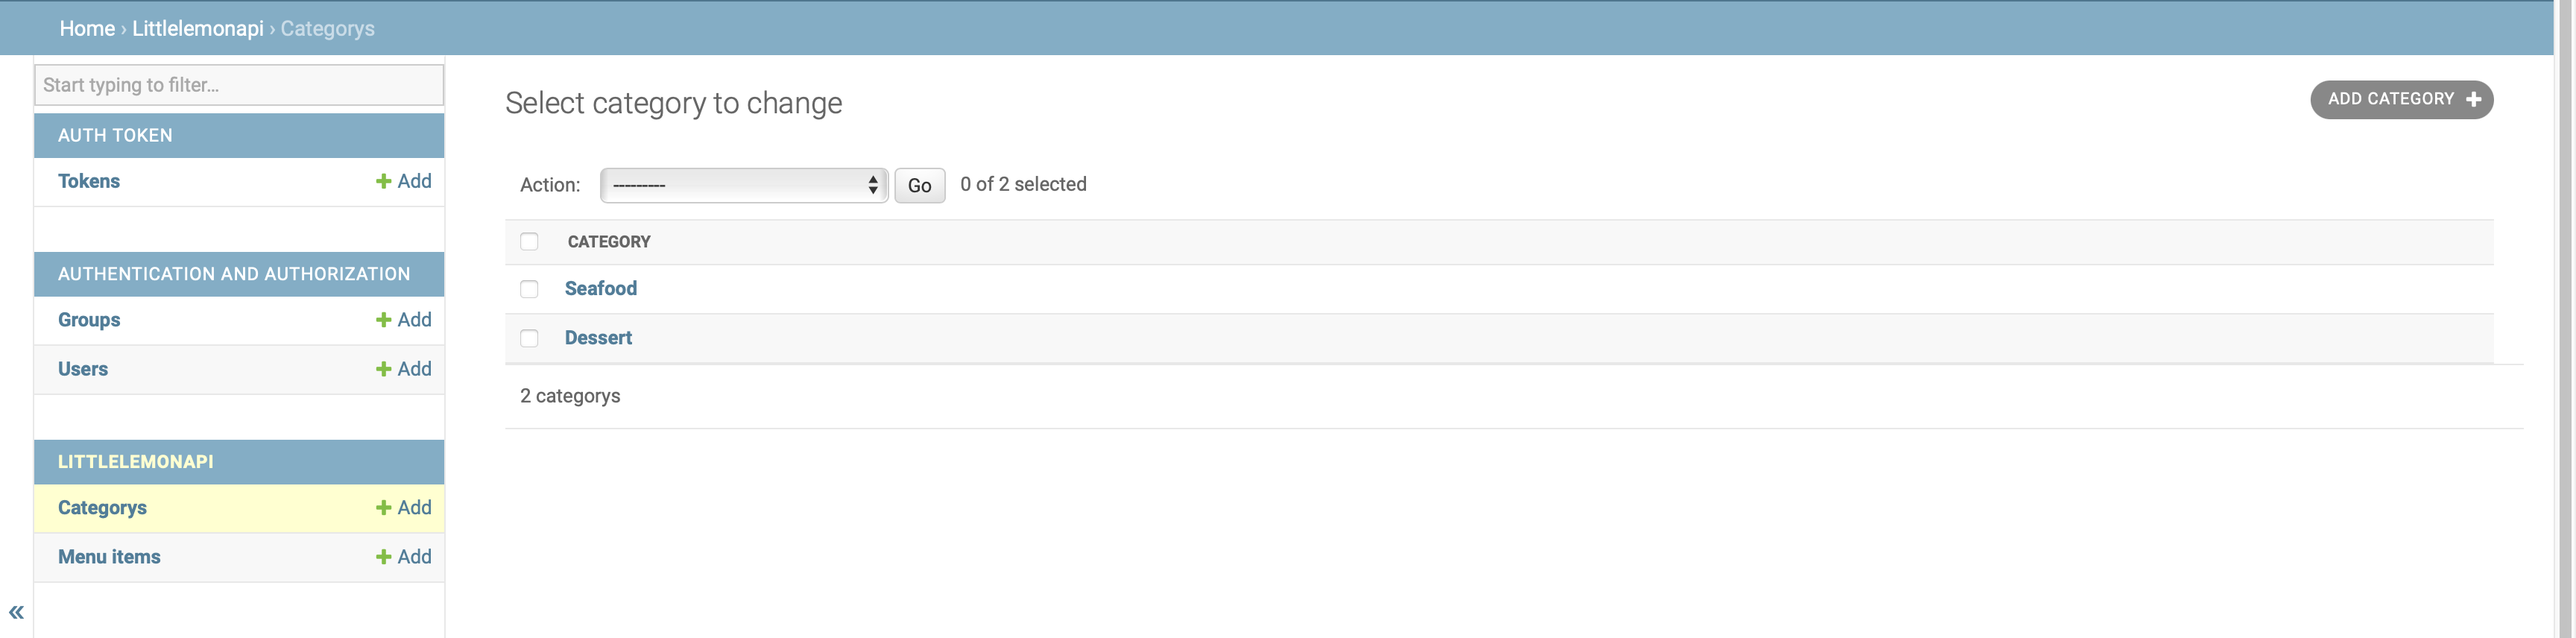 Home › Littlelemonapi › Categorys
Start typing to filter...
AUTH TOKEN
Tokens + Add
AUTHENTICATION AND AUTHORIZATION
Groups + Add
Users + Add
LITTLELEMONAPI
Categorys + Add
Menu items + Add
«
Select category to change
ADD CATEGORY +
Action: --------- Go 0 of 2 selected
CATEGORY
Seafood
Dessert
2 categorys